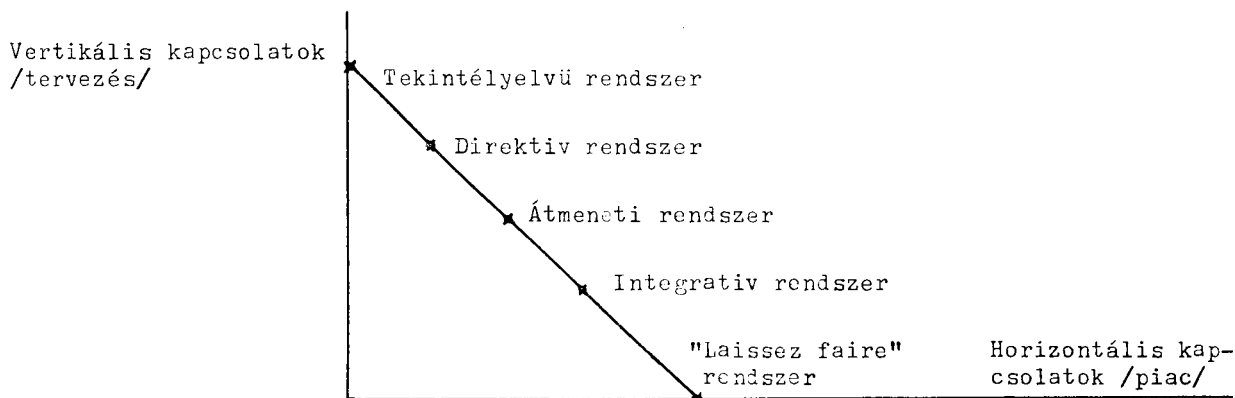 Vertikális kapcsolatok
/tervezés/
Tekintélyelvü rendszer
Direktiv rendszer
Átmeneti rendszer
Integrativ rendszer
"Laissez faire"
rendszer
Horizontális kap-
csolatok /piac/